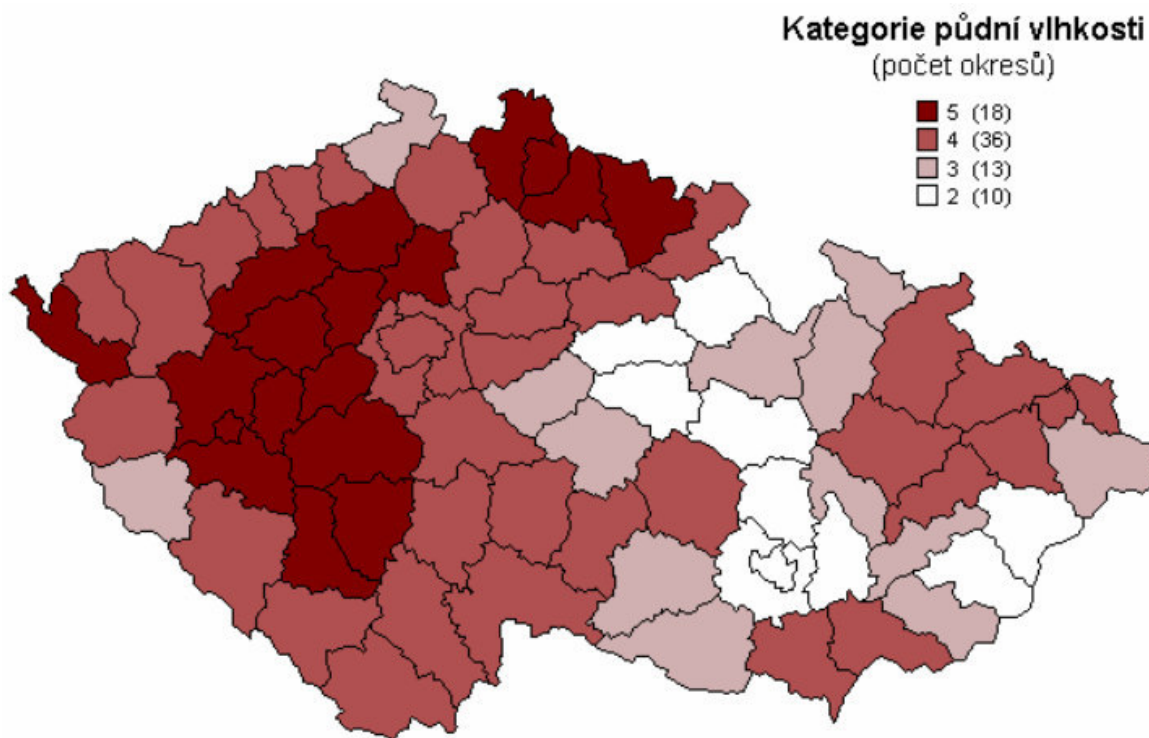 Kategorie půdní vlhkosti
(počet okresů)
5 (18)
4 (36)
3 (13)
2 (10)